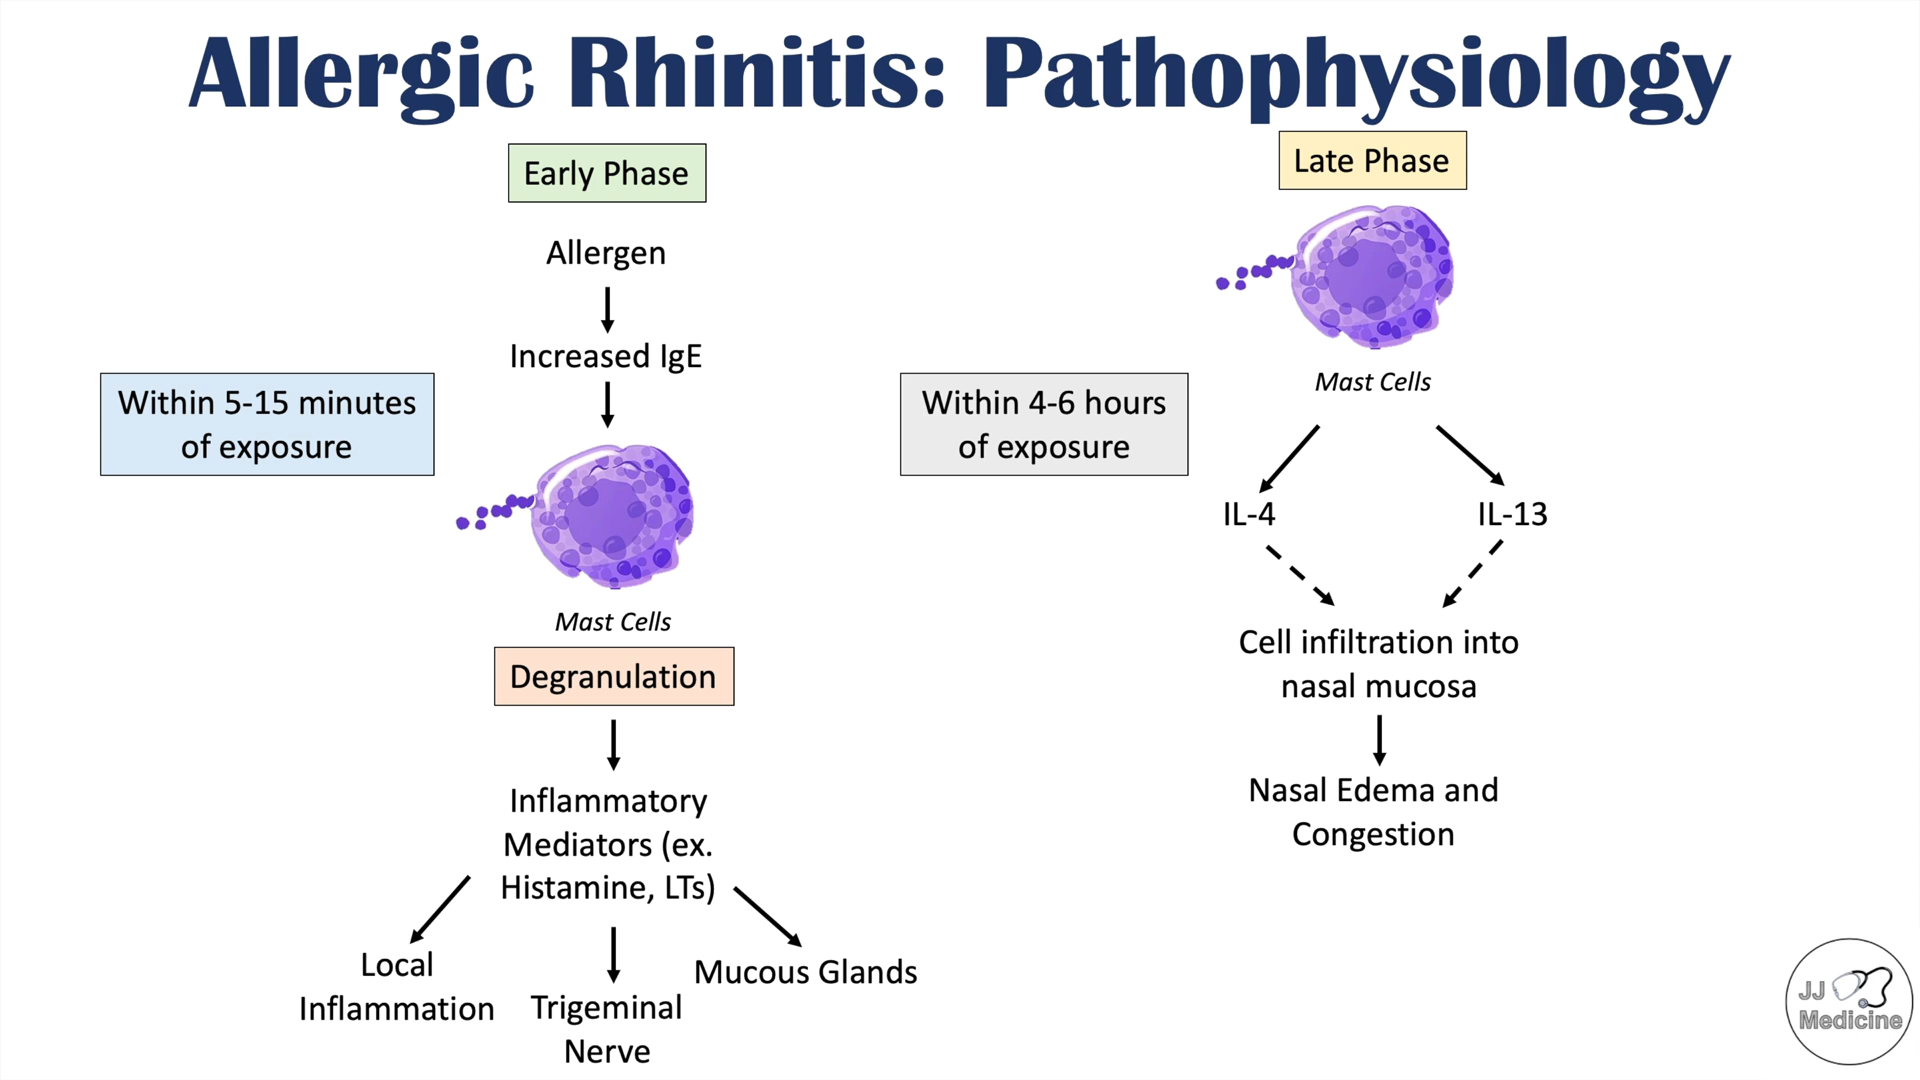 Allergic Rhinitis: Pathophysiology
Early Phase
Allergen
Increased IgE
Within 5-15 minutes
of exposure
Mast Cells
Degranulation
Inflammatory
Mediators (ex.
Histamine, LTs)
Local
Inflammation
Trigeminal
Nerve
Mucous Glands
Late Phase
Mast Cells
Within 4-6 hours
of exposure
IL-4
IL-13
Cell infiltration into
nasal mucosa
Nasal Edema and
Congestion
JJ
Medicine